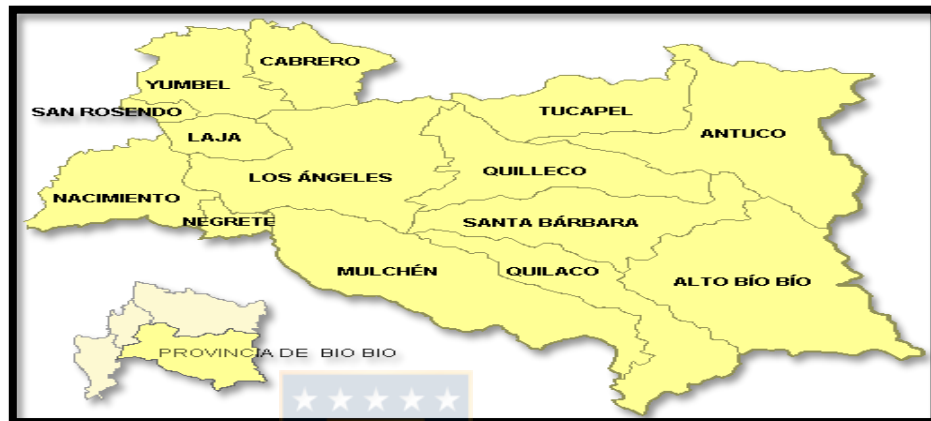 CABRERO
YUMBEL
SAN ROSENDO
TUCAPEL
LAJA
ANTUCO
LOS ÁNGELES
QUILLECO
NACIMIENTO
NEGRETE
SANTA BÁRBARA
MULCHÉN
QUILACO
ALTO BÍO BÍO
PROVINCIA DE BIO BIO